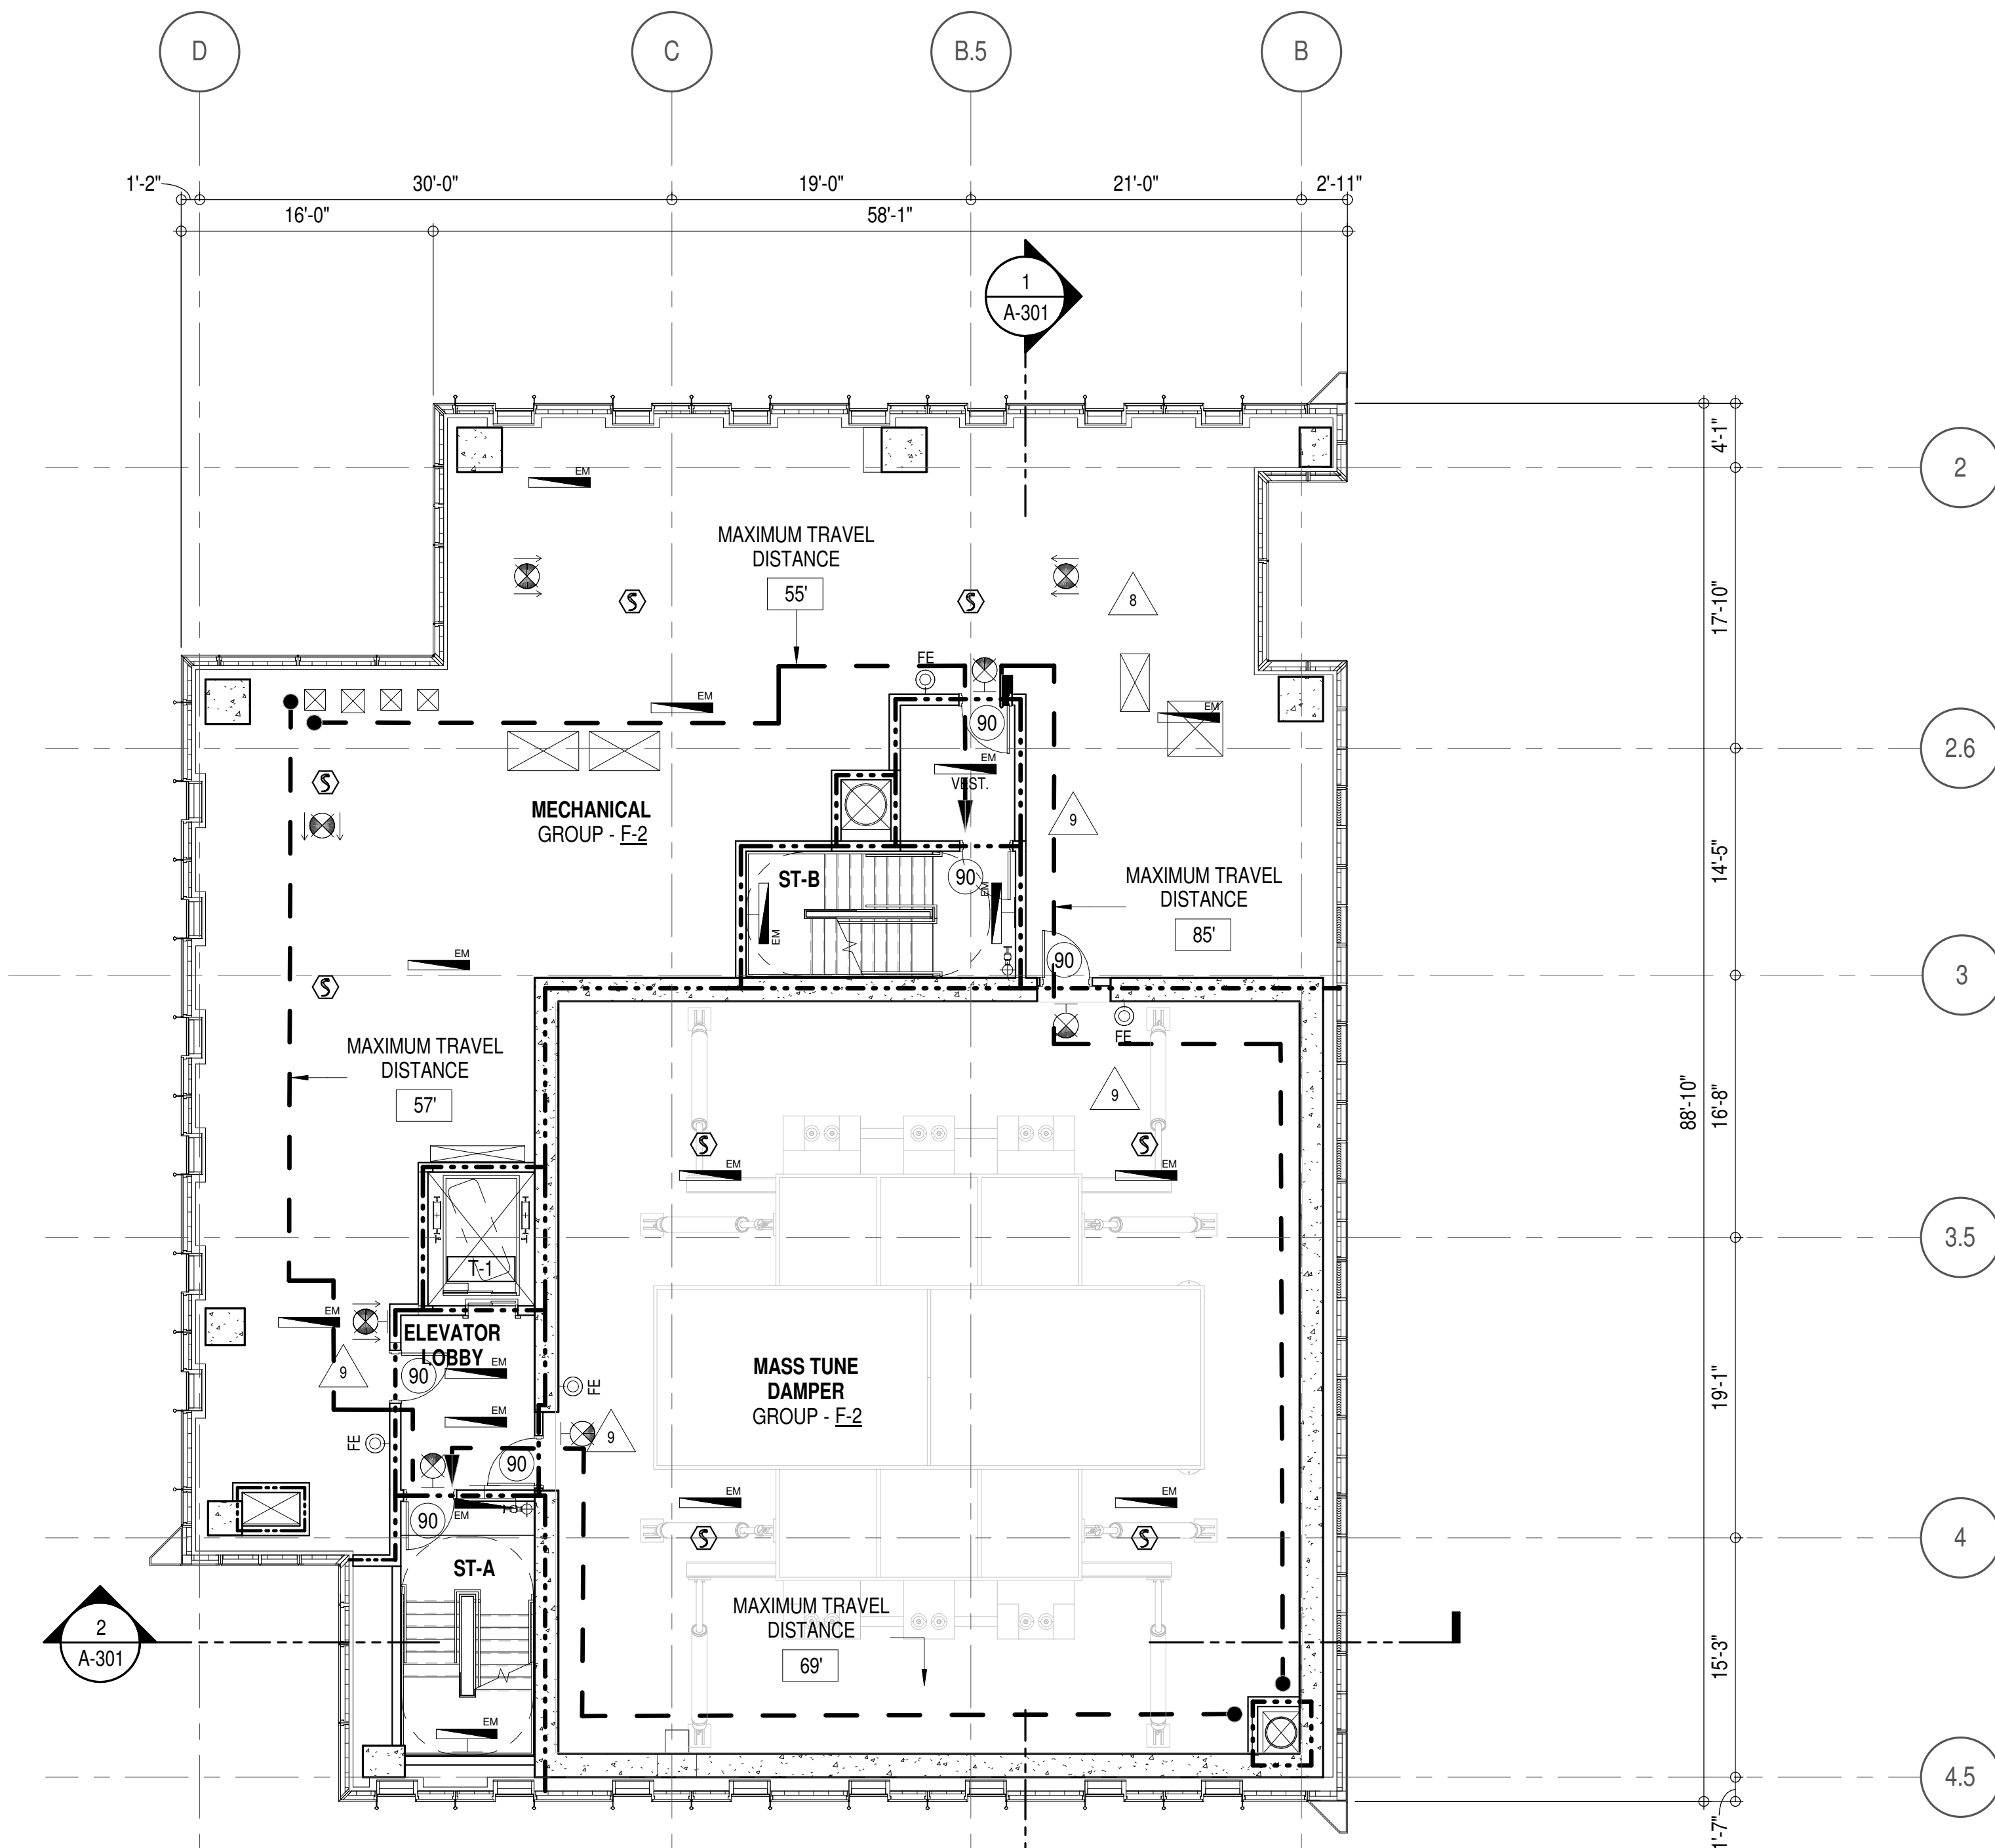 D
C
B.5
B
1'-2"
30'-0"
19'-0"
21'-0"
2'-11"
16'-0"
58'-1"
1
A-301
4'-1"
2
EM
MAXIMUM TRAVEL
DISTANCE
55'
S
S
8
17'-10"
FE
EM
EM
90
2.6
EM
VEST.
S
MECHANICAL
GROUP - F-2
9
14'-5"
ST-B
90
EM
EM
MAXIMUM TRAVEL
DISTANCE
85'
EM
90
3
S
FE
MAXIMUM TRAVEL
DISTANCE
57'
9
88'-10"
16'-8"
S
S
EM
EM
3.5
T-1
EM
ELEVATOR
LOBBY
9
90
EM
FE
MASS TUNE
DAMPER
GROUP - F-2
19'-1"
EM
9
FE
90
EM
EM
EM
90
S
S
4
ST-A
MAXIMUM TRAVEL
DISTANCE
69'
2
A-301
15'-3"
EM
4.5
1'-7"